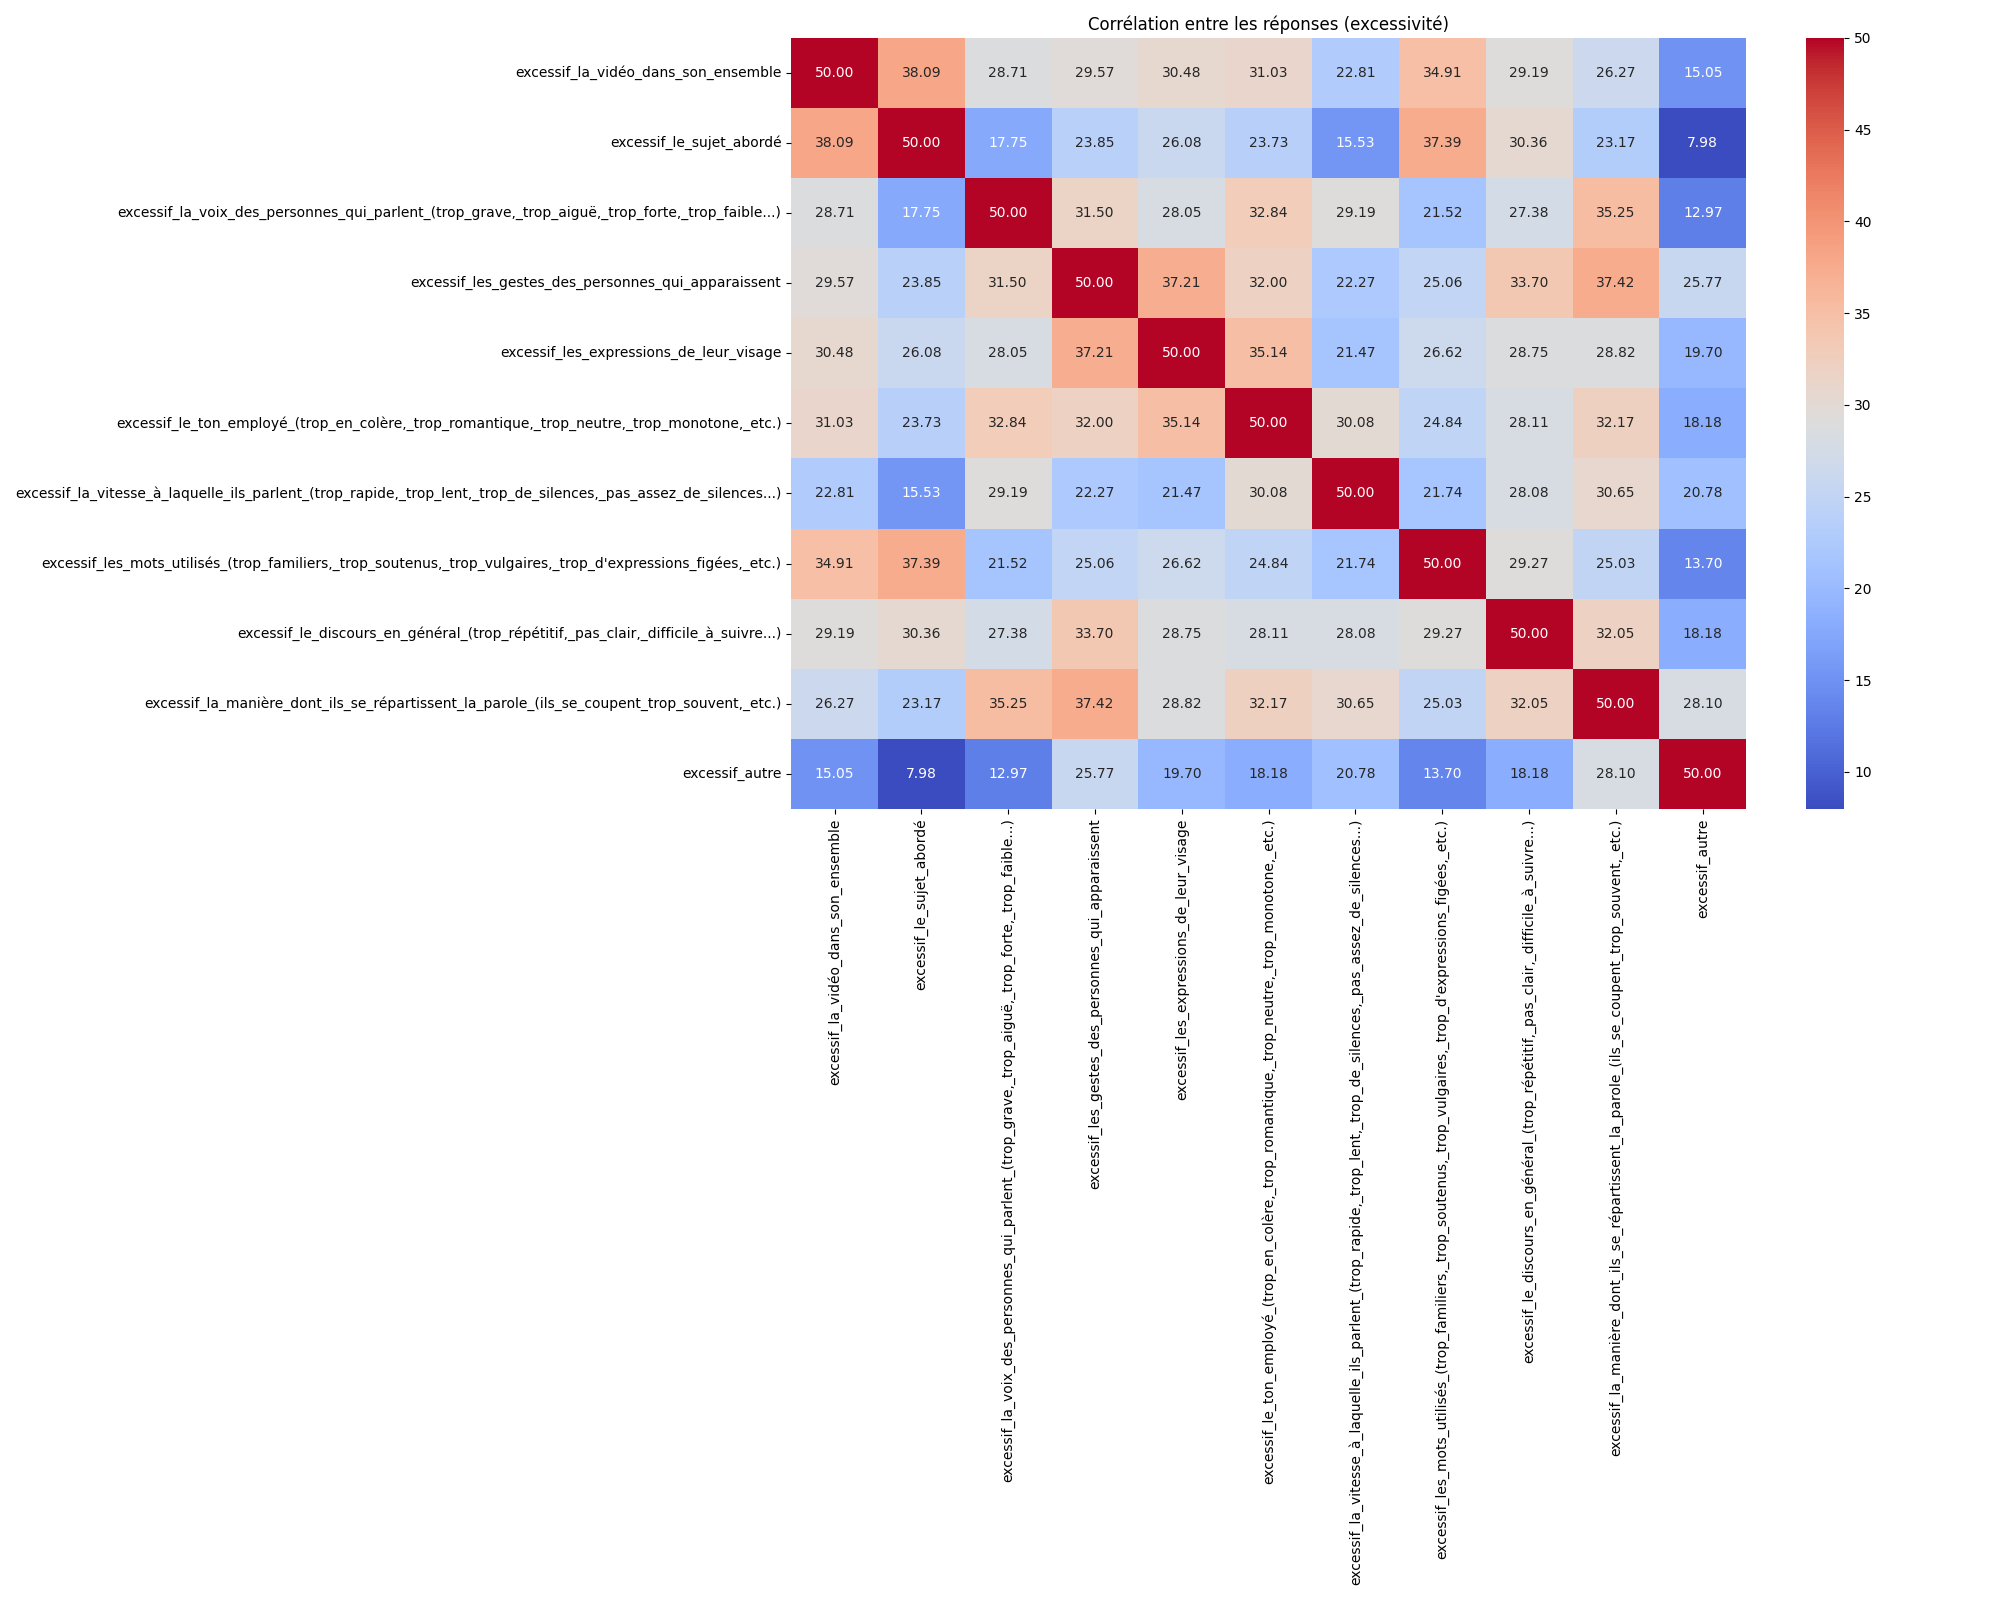 Corrélation entre les réponses (excessivité)
excessif_la_vidéo_dans_son_ensemble 50.00 38.09 28.71 29.57 30.48 31.03 22.81 34.91 29.19 26.27 15.05
excessif_le_sujet_abordé 38.09 50.00 17.75 23.85 26.08 23.73 15.53 37.39 30.36 23.17 7.98
excessif_la_voix_des_personnes_qui_parlent_(trop_grave,_trop_aiguë,_trop_forte,_trop_faible...) 28.71 17.75 50.00 31.50 28.05 32.84 29.19 21.52 27.38 35.25 12.97
excessif_les_gestes_des_personnes_qui_apparaissent 29.57 23.85 31.50 50.00 37.21 32.00 22.27 25.06 33.70 37.42 25.77
excessif_les_expressions_de_leur_visage 30.48 26.08 28.05 37.21 50.00 35.14 21.47 26.62 28.75 28.82 19.70
excessif_le_ton_employé_(trop_en_colère,_trop_romantique,_trop_neutre,_trop_monotone,_etc.) 31.03 23.73 32.84 32.00 35.14 50.00 30.08 24.84 28.11 32.17 18.18
excessif_la_vitesse_à_laquelle_ils_parlent_(trop_rapide,_trop_lent,_trop_de_silences,_pas_assez_de_silences...) 22.81 15.53 29.19 22.27 21.47 30.08 50.00 21.74 28.08 30.65 20.78
excessif_les_mots_utilisés_(trop_familiers,_trop_soutenus,_trop_vulgaires,_trop_d'expressions_figées,_etc.) 34.91 37.39 21.52 25.06 26.62 24.84 21.74 50.00 29.27 25.03 13.70
excessif_le_discours_en_général_(trop_répétitif,_pas_clair,_difficile_à_suivre...) 29.19 30.36 27.38 33.70 28.75 28.11 28.08 29.27 50.00 32.05 18.18
excessif_la_manière_dont_ils_se_répartissent_la_parole_(ils_se_coupent_trop_souvent,_etc.) 26.27 23.17 35.25 37.42 28.82 32.17 30.65 25.03 32.05 50.00 28.10
excessif_autre 15.05 7.98 12.97 25.77 19.70 18.18 20.78 13.70 18.18 28.10 50.00
excessif_la_vidéo_dans_son_ensemble
excessif_le_sujet_abordé
excessif_la_voix_des_personnes_qui_parlent_(trop_grave,_trop_aiguë,_trop_forte,_trop_faible...)
excessif_les_gestes_des_personnes_qui_apparaissent
excessif_les_expressions_de_leur_visage
excessif_le_ton_employé_(trop_en_colère,_trop_romantique,_trop_neutre,_trop_monotone,_etc.)
excessif_la_vitesse_à_laquelle_ils_parlent_(trop_rapide,_trop_lent,_trop_de_silences,_pas_assez_de_silences...)
excessif_les_mots_utilisés_(trop_familiers,_trop_soutenus,_trop_vulgaires,_trop_d'expressions_figées,_etc.)
excessif_le_discours_en_général_(trop_répétitif,_pas_clair,_difficile_à_suivre...)
excessif_la_manière_dont_ils_se_répartissent_la_parole_(ils_se_coupent_trop_souvent,_etc.)
excessif_autre
50
45
40
35
30
25
20
15
10